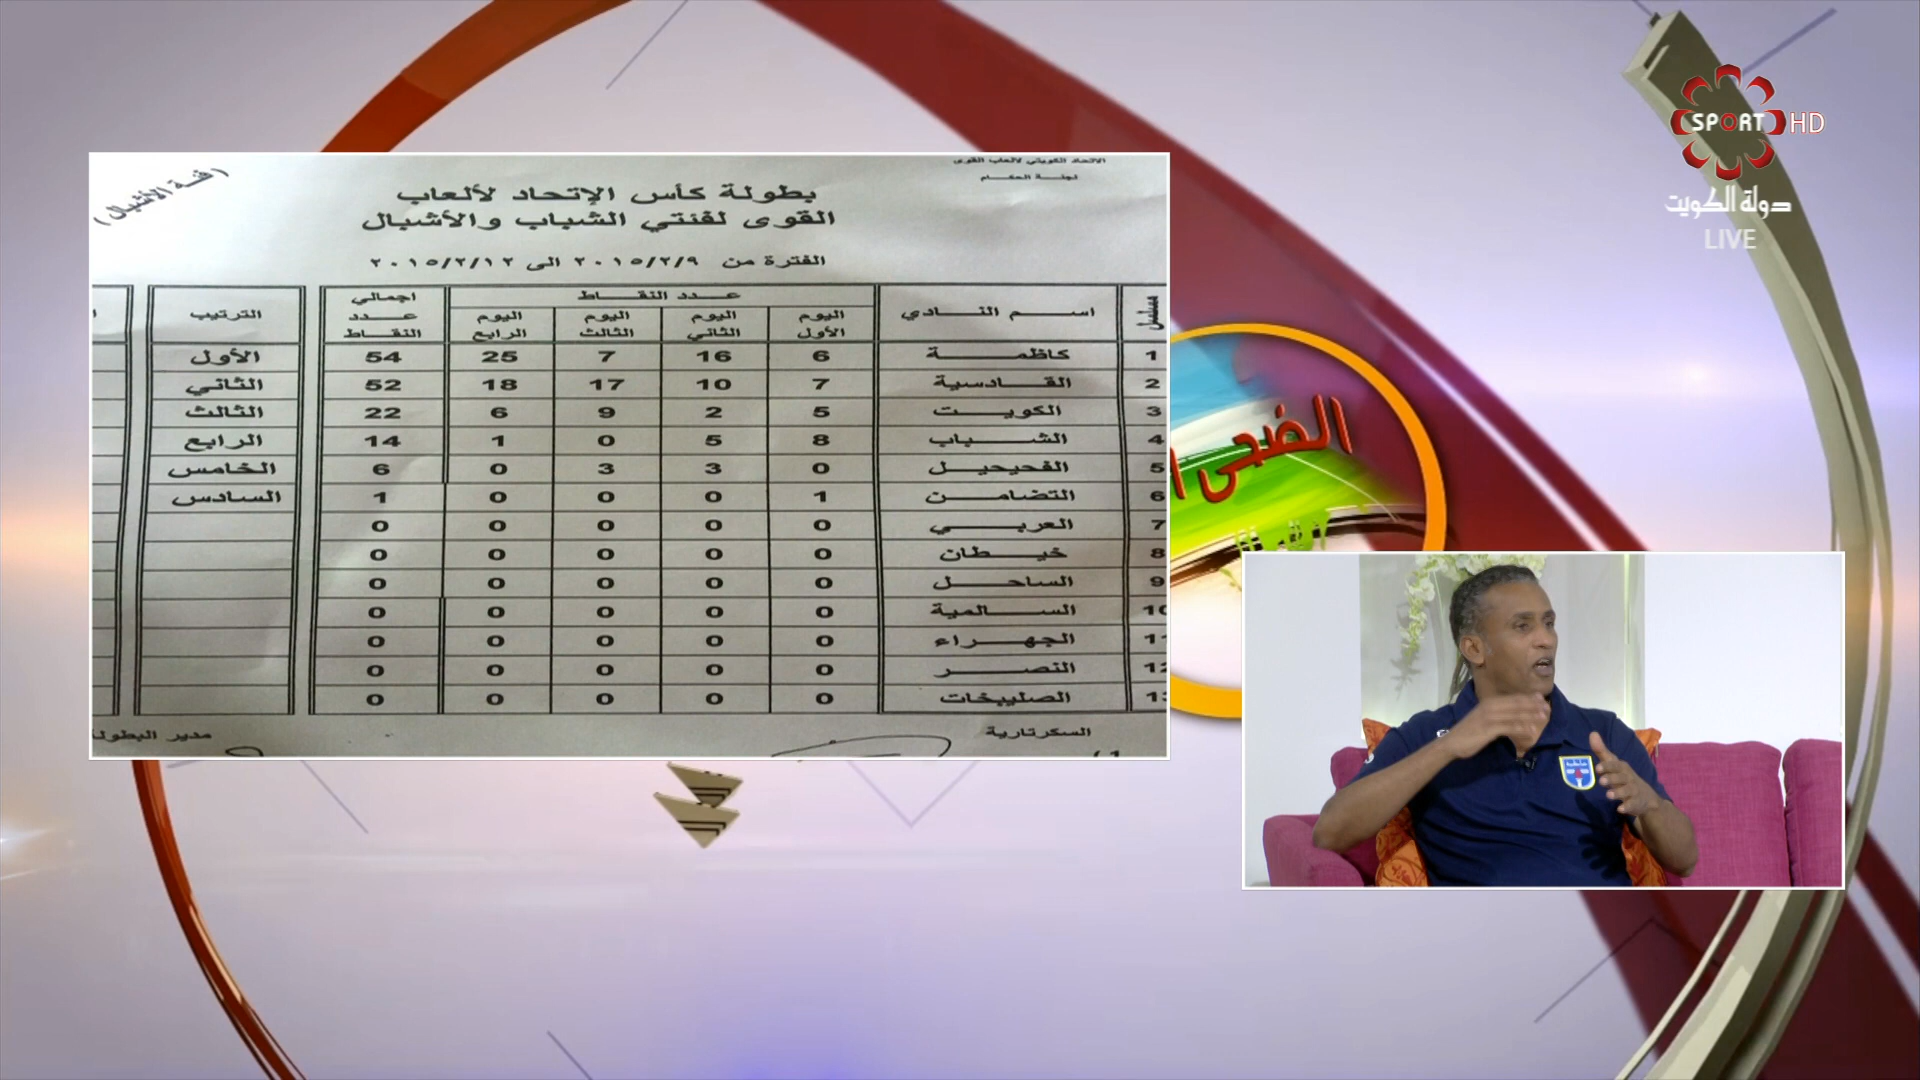 الاتحاد الكويتي لألعاب القوى
لجنـة الحكـام
(فئـة الأشبال)
بطولة كأس الإتحاد لألعاب
القوى لفئتي الشباب والأشبال
الفترة من ٢٠١٥/٢/٩ الى ٢٠١٥/٢/١٢
مسلسل اسم النادي عدد النقاط اجمالي عدد النقاط الترتيب
اليوم الأول اليوم الثاني اليوم الثالث اليوم الرابع
1 كاظمة 6 16 7 25 54 الأول
2 القادسية 7 10 17 18 52 الثاني
3 الكويت 5 2 9 6 22 الثالث
4 الشباب 8 5 0 1 14 الرابع
5 الفحيحيل 0 3 3 0 6 الخامس
6 التضامن 1 0 0 0 1 السادس
7 العربي 0 0 0 0 0
8 خيطان 0 0 0 0 0
9 الساحل 0 0 0 0 0
10 السالمية 0 0 0 0 0
الجهراء 0 0 0 0 0
12 النصر 0 0 0 0 0
الصليبخات 0 0 0 0 0
السكرتارية
مدير البطولة
SPORT HD
دولة الكويت
LIVE
الضحى